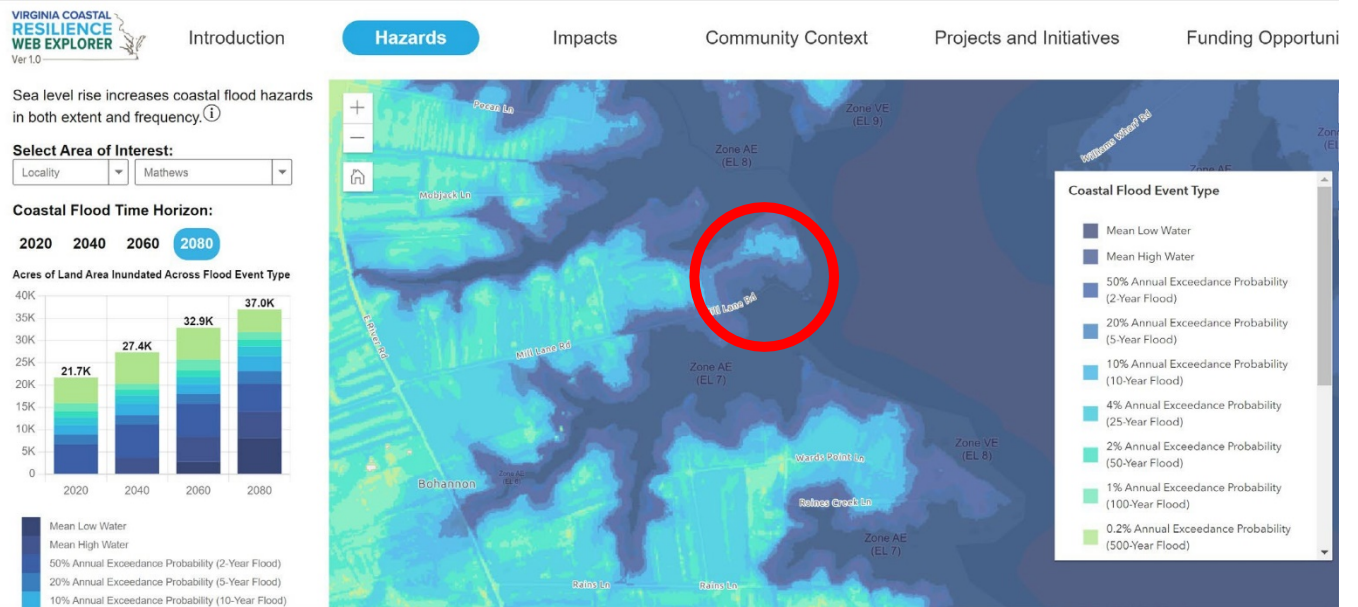 VIRGINIA COASTAL
RESILIENCE
WEB EXPLORER
Ver 1.0
Introduction
Hazards
Impacts
Community Context
Projects and Initiatives
Funding Opportuni
Sea level rise increases coastal flood hazards
in both extent and frequency.
Select Area of Interest:
Locality
Mathews
Coastal Flood Time Horizon:
2020 2040 2060 2080
Acres of Land Area Inundated Across Flood Event Type
40K
35K
30K
25K
20K
15K
10K
5K
0
21.7K
27.4K
32.9K
37.0K
2020 2040 2060 2080
Mean Low Water
Mean High Water
50% Annual Exceedance Probability (2-Year Flood)
20% Annual Exceedance Probability (5-Year Flood)
10% Annual Exceedance Probability (10-Year Flood)
Pecan Ln
Zone VE
(EL 9)
Williams Wharf Rd
Zone AE
(EL 8)
Zone AE
Mobjack Ln
Mill Lane Rd
E River Rd
Mill Lane Rd
Zone AE
(EL 7)
Zone VE
(EL 8)
Wards Point Ln
Bohannon
Roines Creek Ln
Zone AE
(EL 7)
Rains Ln
Rains Ln
Coastal Flood Event Type
Mean Low Water
Mean High Water
50% Annual Exceedance Probability
(2-Year Flood)
20% Annual Exceedance Probability
(5-Year Flood)
10% Annual Exceedance Probability
(10-Year Flood)
4% Annual Exceedance Probability
(25-Year Flood)
2% Annual Exceedance Probability
(50-Year Flood)
1% Annual Exceedance Probability
(100-Year Flood)
0.2% Annual Exceedance Probability
(500-Year Flood)